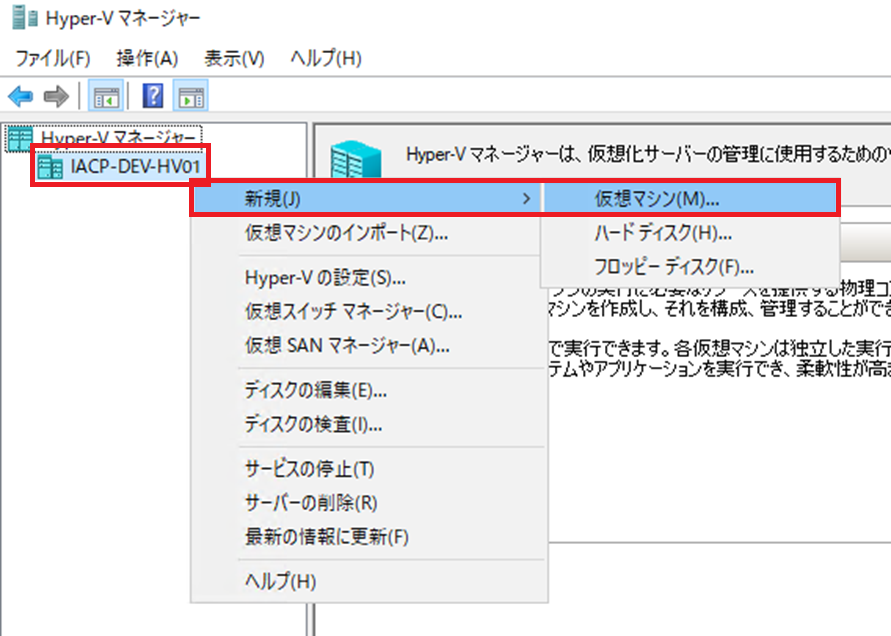 Hyper-V マネージャー
ファイル(F) 操作(A) 表示(V) ヘルプ(H)
Hyper-V マネージャー
IACP-DEV-HV01
Hyper-V マネージャーは、仮想化サーバーの管理に使用するための
新規(J)
仮想マシンのインポート(Z)...
Hyper-V の設定(S)...
仮想スイッチ マネージャー(C)...
仮想 SAN マネージャー(A)...
ディスクの編集(E)...
ディスクの検査(I)...
サービスの停止(T)
サーバーの削除(R)
最新の情報に更新(F)
ヘルプ(H)
仮想マシン(M)...
ハード ディスク(H)...
フロッピー ディスク(F)...
マシンを作成し、それを構成、管理することができ
で実行できます。各仮想マシンは独立した実行
テムやアプリケーションを実行でき、柔軟性が高